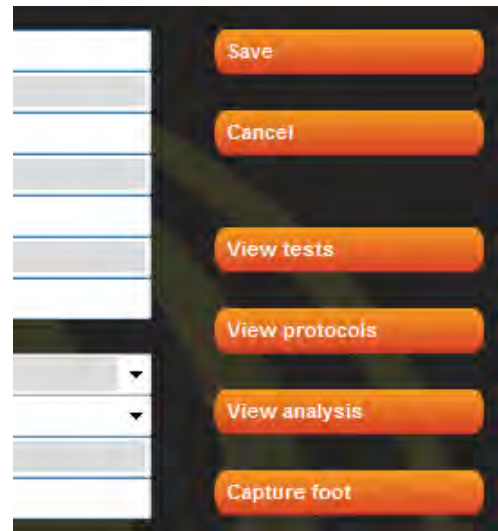 Save
Cancel
View tests
View protocols
View analysis
Capture foot